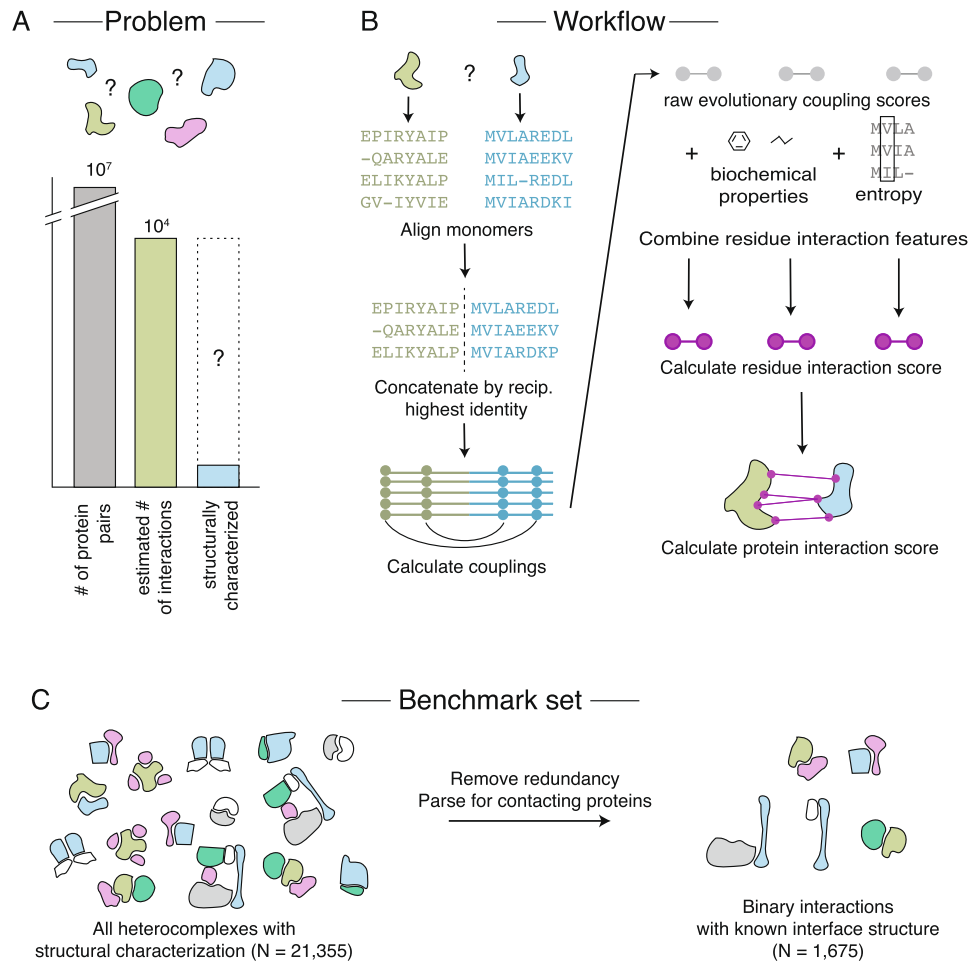 A
Problem
?
?
10⁷
10⁴
?
# of protein
pairs
estimated #
of interactions
structurally
characterized
B
Workflow
?
EPIRYAIP MVLAREDL
-QARYALE MVIAEEKV
ELIKYALP MIL-REDL
GV-IYVIE MVIARDKI
Align monomers
EPIRYAIP MVLAREDL
-QARYALE MVIAEEKV
ELIKYALP MVIARDKP
Concatenate by recip.
highest identity
Calculate couplings
raw evolutionary coupling scores
+
biochemical
properties
+
MVLA
MVIA
MIL-
entropy
Combine residue interaction features
Calculate residue interaction score
Calculate protein interaction score
C
Benchmark set
Remove redundancy
Parse for contacting proteins
All heterocomplexes with
structural characterization (N = 21,355)
Binary interactions
with known interface structure
(N = 1,675)